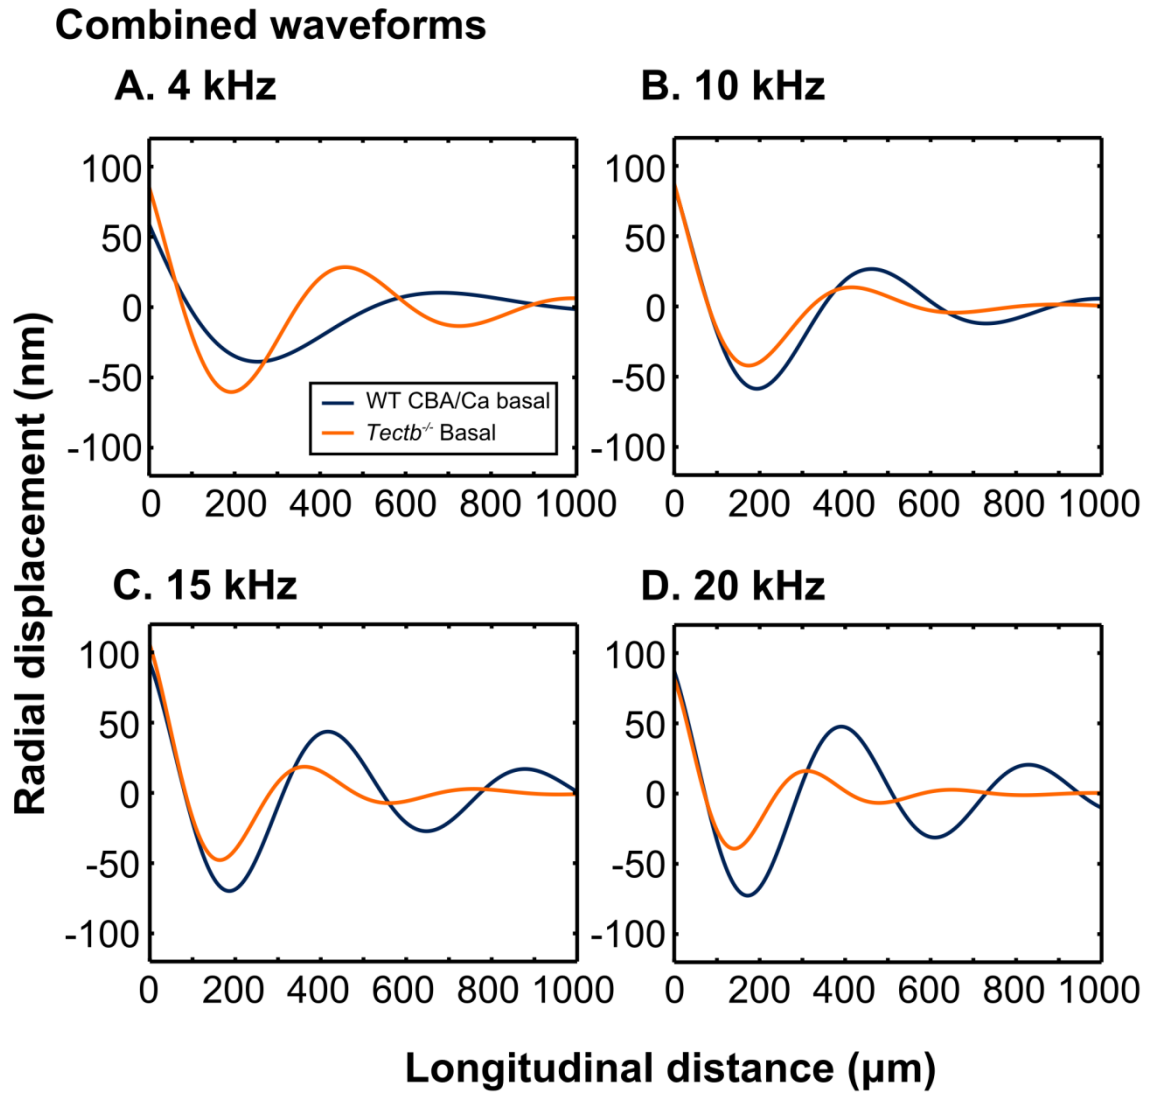 Combined waveforms
A. 4 kHz
B. 10 kHz
100
50
0
-50
-100
0 200 400 600 800 1000
WT CBA/Ca basal
Tectb-/- Basal
100
50
0
-50
-100
0 200 400 600 800 1000
C. 15 kHz
D. 20 kHz
100
50
0
-50
-100
0 200 400 600 800 1000
100
50
0
-50
-100
0 200 400 600 800 1000
Radial displacement (nm)
Longitudinal distance (µm)